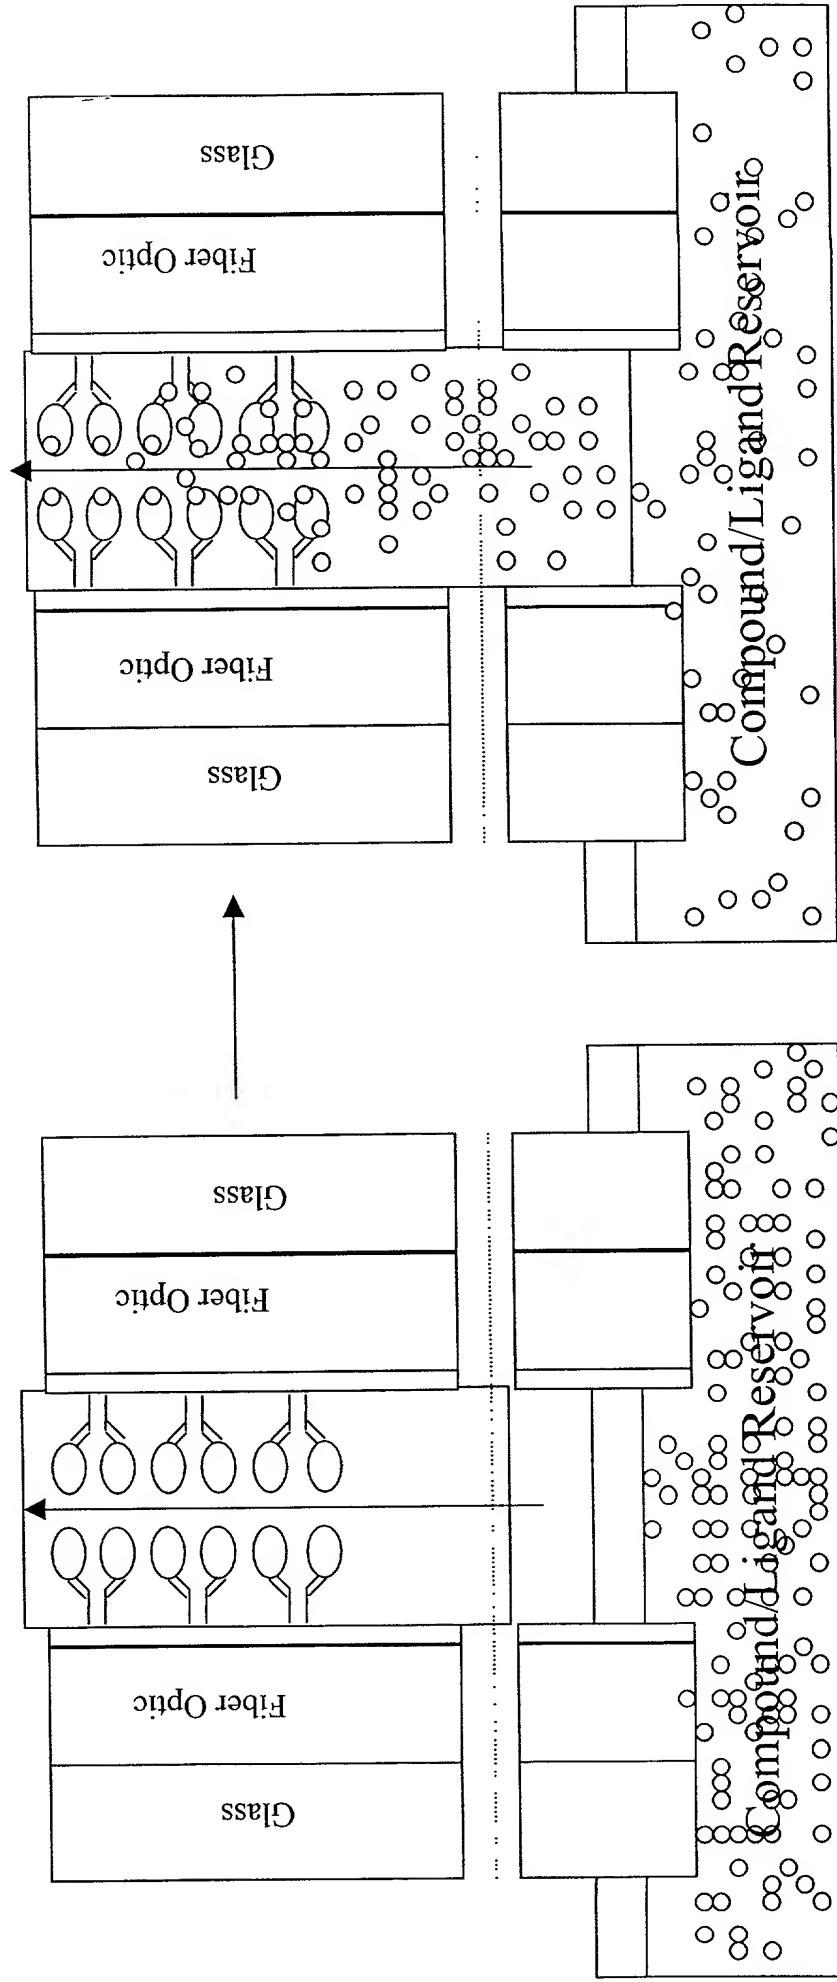 Glass
Fiber Optic
Fiber Optic
Glass
Compound/Ligand Reservoir
Glass
Fiber Optic
Fiber Optic
Glass
Compound/Ligand Reservoir